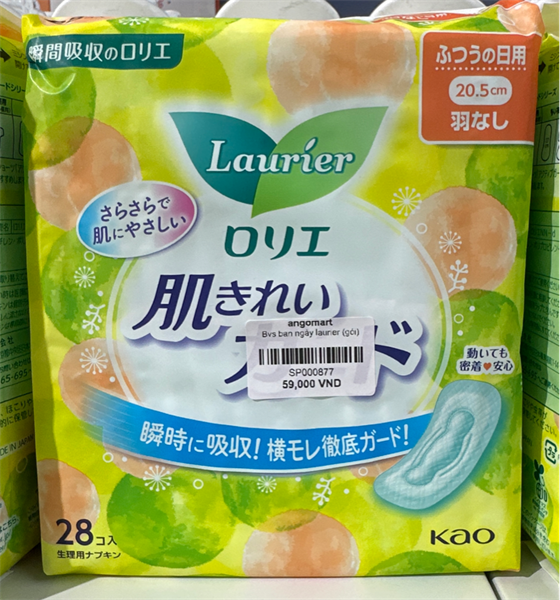 瞬間吸収のロリエ
ふつうの日用
20.5cm
羽なし
Laurier
さらさらで
肌にやさしい
ロリエ
肌きれい
ド
angomart
Bvs ban ngày laurier (gói)
SP000877
59,000 VND
動いても
密着♥安心
瞬時に吸収!横モレ徹底ガード!
28コ入
生理用ナプキン
Kao